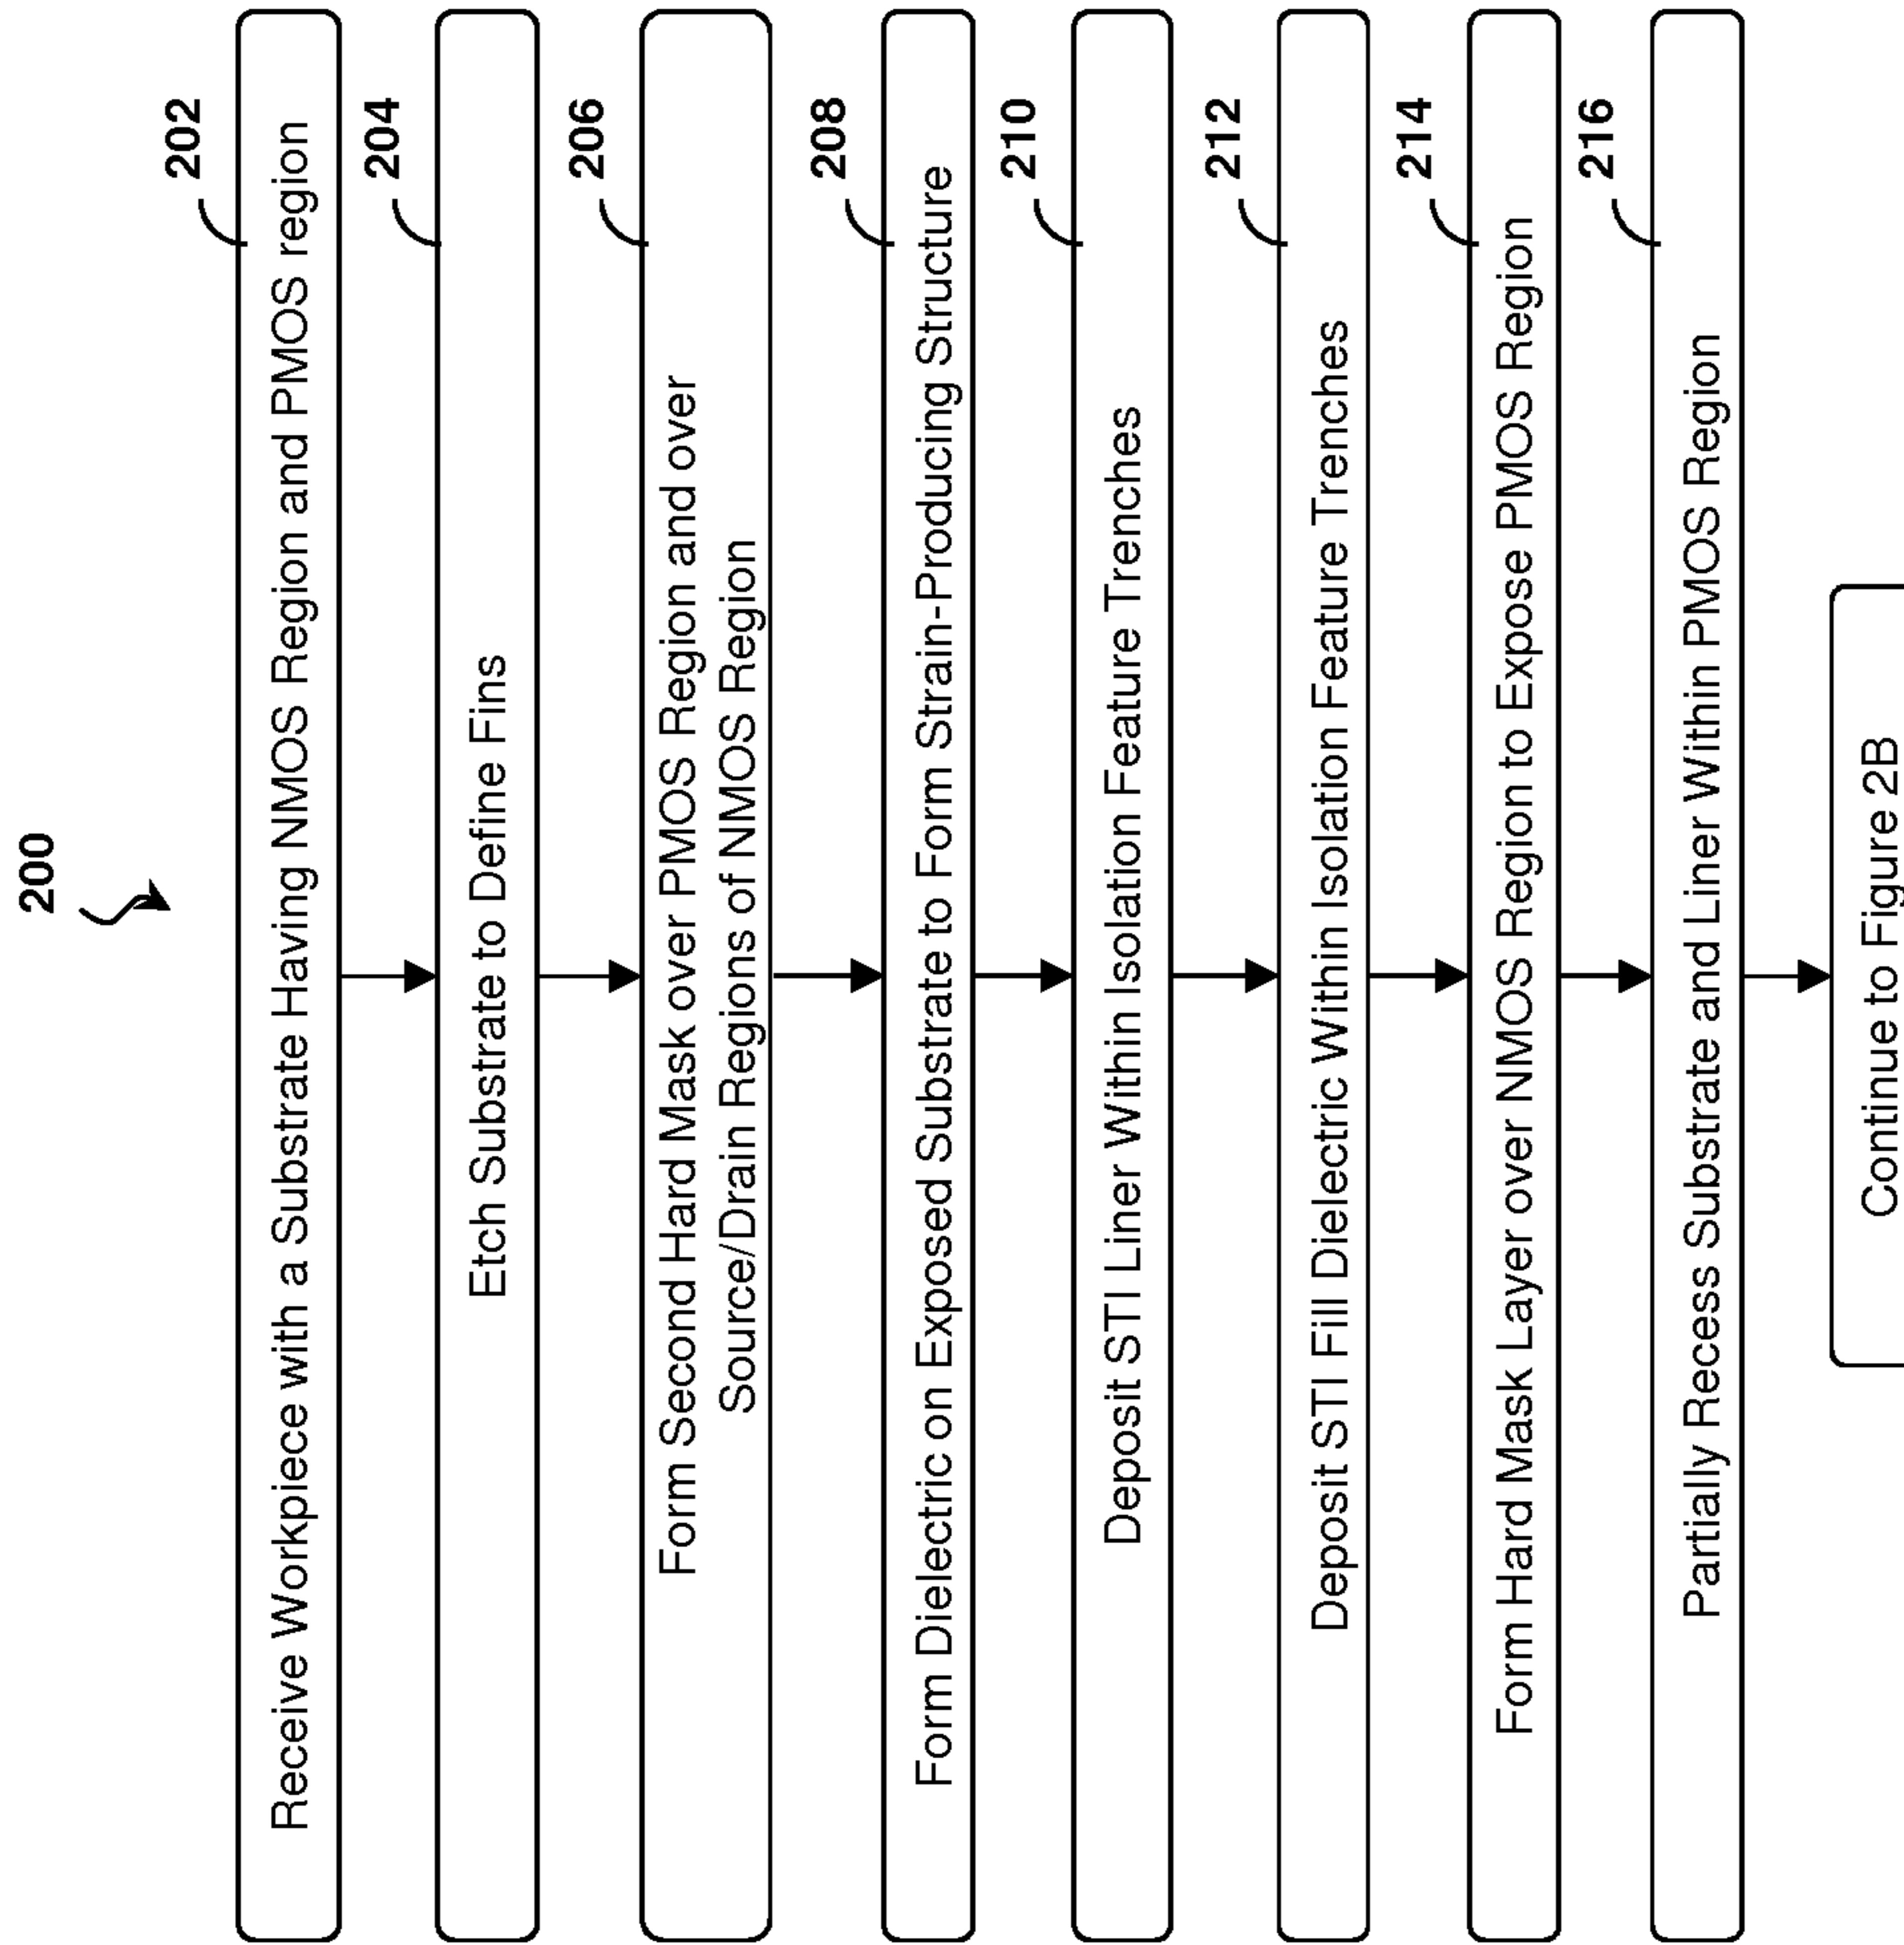 200
202
Receive Workpiece with a Substrate Having NMOS Region and PMOS region
204
Etch Substrate to Define Fins
206
Form Second Hard Mask over PMOS Region and over
Source/Drain Regions of NMOS Region
208
Form Dielectric on Exposed Substrate to Form Strain-Producing Structure
210
Deposit STI Liner Within Isolation Feature Trenches
212
Deposit STI Fill Dielectric Within Isolation Feature Trenches
214
Form Hard Mask Layer over NMOS Region to Expose PMOS Region
216
Partially Recess Substrate and Liner Within PMOS Region
Continue to Figure 2B